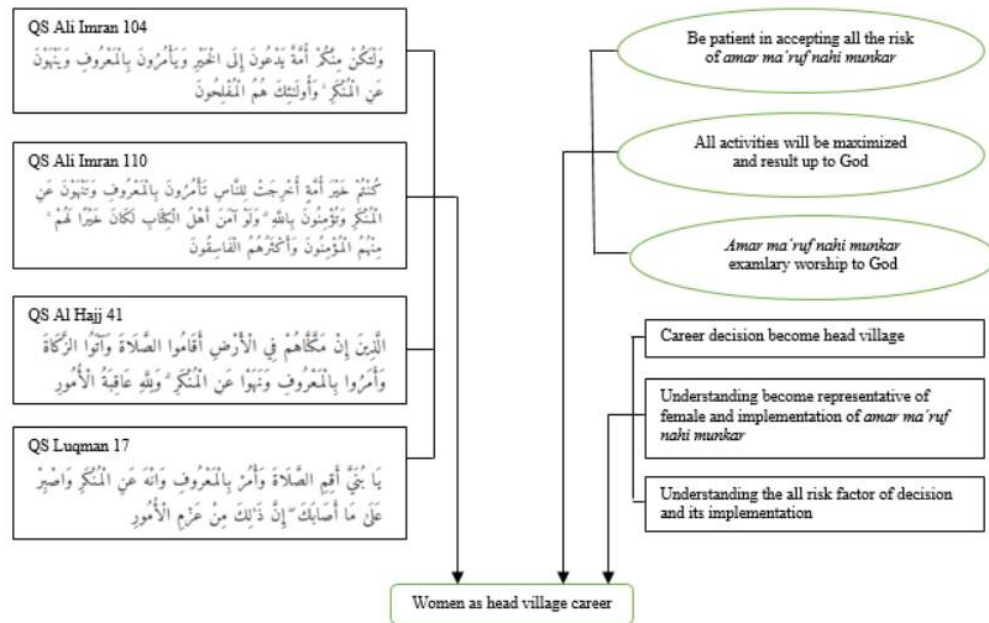 QS Ali Imran 104
وَلْتَكُنْ مِنْكُمْ أُمَّةٌ يَدْعُونَ إِلَى الْخَيْرِ وَيَأْمُرُونَ بِالْمَعْرُوفِ وَيَنْهَوْنَ
عَنِ الْمُنْكَرِ ۚ وَأُولَٰئِكَ هُمُ الْمُفْلِحُونَ
QS Ali Imran 110
كُنْتُمْ خَيْرَ أُمَّةٍ أُخْرِجَتْ لِلنَّاسِ تَأْمُرُونَ بِالْمَعْرُوفِ وَتَنْهَوْنَ عَنِ
الْمُنْكَرِ وَتُؤْمِنُونَ بِاللَّهِ ۗ وَلَوْ آمَنَ أَهْلُ الْكِتَابِ لَكَانَ خَيْرًا لَهُمْ ۚ
مِنْهُمُ الْمُؤْمِنُونَ وَأَكْثَرُهُمُ الْفَاسِقُونَ
QS Al Hajj 41
الَّذِينَ إِنْ مَكَّنَّاهُمْ فِي الْأَرْضِ أَقَامُوا الصَّلَاةَ وَآتَوُا الزَّكَاةَ
وَأَمَرُوا بِالْمَعْرُوفِ وَنَهَوْا عَنِ الْمُنْكَرِ ۗ وَلِلَّهِ عَاقِبَةُ الْأُمُورِ
QS Luqman 17
يَا بُنَيَّ أَقِمِ الصَّلَاةَ وَأْمُرْ بِالْمَعْرُوفِ وَانْهَ عَنِ الْمُنْكَرِ وَاصْبِرْ
عَلَىٰ مَا أَصَابَكَ ۖ إِنَّ ذَٰلِكَ مِنْ عَزْمِ الْأُمُورِ
Be patient in accepting all the risk
of amar ma'ruf nahi munkar
All activities will be maximized
and result up to God
Amar ma'ruf nahi munkar
examlary worship to God
Career decision become head village
Understanding become representative of
female and implementation of amar ma'ruf
nahi munkar
Understanding the all risk factor of decision
and its implementation
Women as head village career